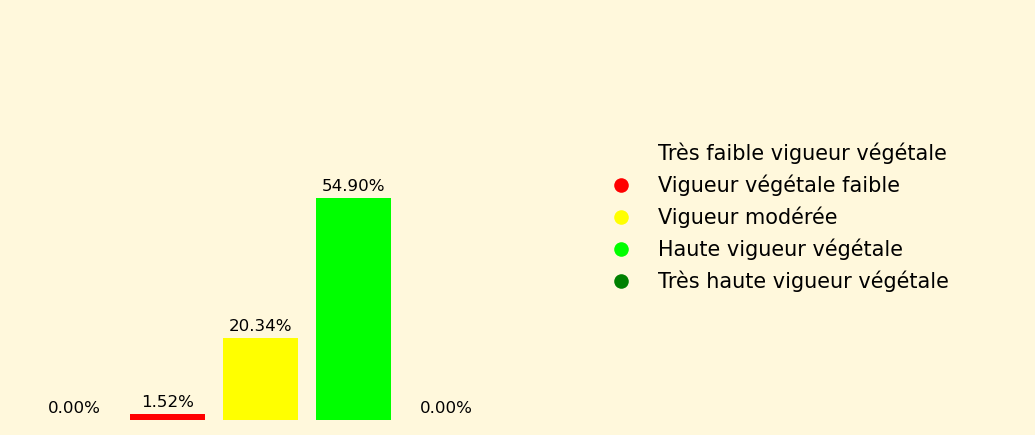 0.00%
1.52%
20.34%
54.90%
0.00%
Très faible vigueur végétale
Vigueur végétale faible
Vigueur modérée
Haute vigueur végétale
Très haute vigueur végétale